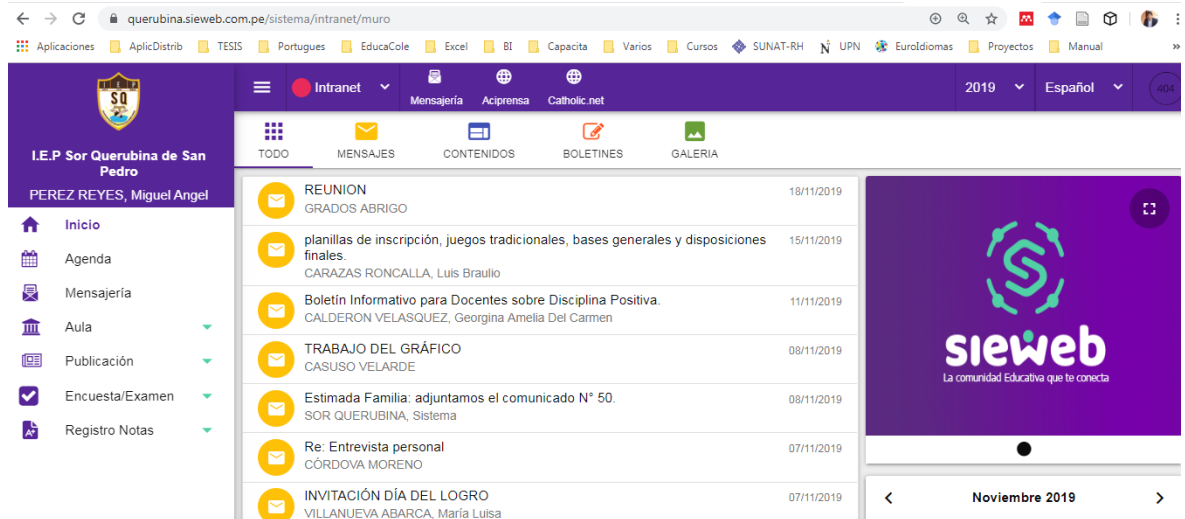 querubina.sieweb.com.pe/sistema/intranet/muro
Aplicaciones AplicDistrib TESIS Portugues EducaCole Excel BI Capacita Varios Cursos SUNAT-RH UPN EuroIdiomas Proyectos Manual »
I E P
SQ
I.E.P Sor Querubina de San
Pedro
PEREZ REYES, Miguel Angel
Inicio
Agenda
Mensajería
Aula
Publicación
Encuesta/Examen
Registro Notas
Intranet
Mensajería Aciprensa Catholic.net
2019 Español 404
TODO MENSAJES CONTENIDOS BOLETINES GALERIA
REUNION 18/11/2019
GRADOS ABRIGO
planillas de inscripción, juegos tradicionales, bases generales y disposiciones 15/11/2019
finales.
CARAZAS RONCALLA, Luis Braulio
Boletín Informativo para Docentes sobre Disciplina Positiva. 11/11/2019
CALDERON VELASQUEZ, Georgina Amelia Del Carmen
TRABAJO DEL GRÁFICO 08/11/2019
CASUSO VELARDE
Estimada Familia: adjuntamos el comunicado N° 50. 08/11/2019
SOR QUERUBINA, Sistema
Re: Entrevista personal 07/11/2019
CÓRDOVA MORENO
INVITACIÓN DÍA DEL LOGRO 07/11/2019
VILLANUEVA ABARCA, María Luisa
sieweb
La comunidad Educativa que te conecta
Noviembre 2019